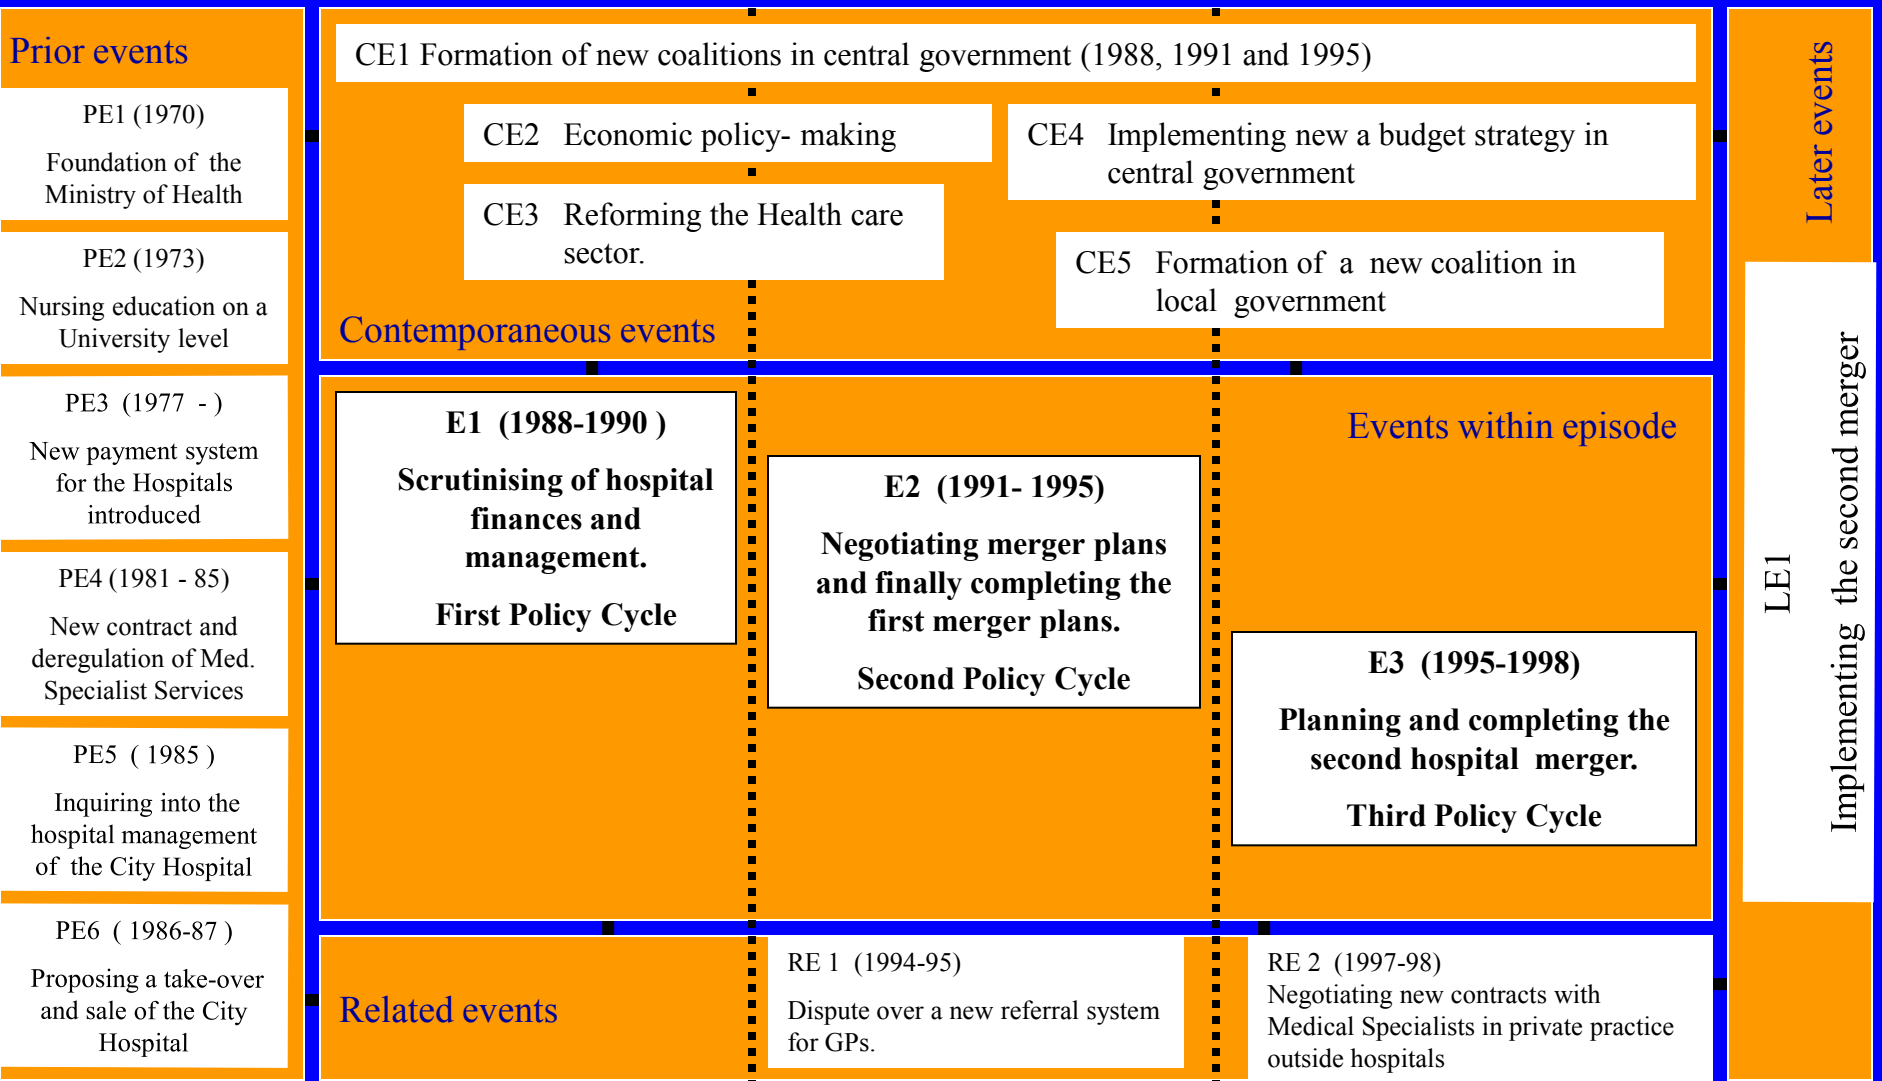 Prior events
PE1 (1970)
Foundation of the
Ministry of Health
PE2 (1973)
Nursing education on a
University level
PE3 (1977 - )
New payment system
for the Hospitals
introduced
PE4 (1981 - 85)
New contract and
deregulation of Med.
Specialist Services
PE5 ( 1985 )
Inquiring into the
hospital management
of the City Hospital
PE6 ( 1986-87 )
Proposing a take-over
and sale of the City
Hospital
CE1 Formation of new coalitions in central government (1988, 1991 and 1995)
CE2 Economic policy- making
CE3 Reforming the Health care
sector.
CE4 Implementing new a budget strategy in
central government
CE5 Formation of a new coalition in
local government
Contemporaneous events
Events within episode
E1 (1988-1990 )
Scrutinising of hospital
finances and
management.
First Policy Cycle
E2 (1991- 1995)
Negotiating merger plans
and finally completing the
first merger plans.
Second Policy Cycle
E3 (1995-1998)
Planning and completing the
second hospital merger.
Third Policy Cycle
Related events
RE 1 (1994-95)
Dispute over a new referral system
for GPs.
RE 2 (1997-98)
Negotiating new contracts with
Medical Specialists in private practice
outside hospitals
Later events
LE1
Implementing the second merger